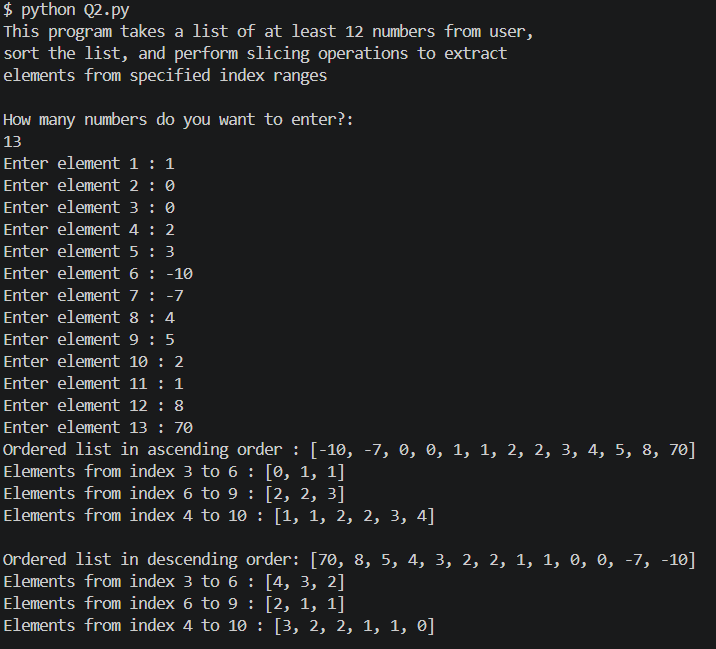 $ python Q2.py
This program takes a list of at least 12 numbers from user,
sort the list, and perform slicing operations to extract
elements from specified index ranges
How many numbers do you want to enter?:
13
Enter element 1 : 1
Enter element 2 : 0
Enter element 3 : 0
Enter element 4 : 2
Enter element 5 : 3
Enter element 6 : -10
Enter element 7 : -7
Enter element 8 : 4
Enter element 9 : 5
Enter element 10 : 2
Enter element 11 : 1
Enter element 12 : 8
Enter element 13 : 70
Ordered list in ascending order : [-10, -7, 0, 0, 1, 1, 2, 2, 3, 4, 5, 8, 70]
Elements from index 3 to 6 : [0, 1, 1]
Elements from index 6 to 9 : [2, 2, 3]
Elements from index 4 to 10 : [1, 1, 2, 2, 3, 4]
Ordered list in descending order: [70, 8, 5, 4, 3, 2, 2, 1, 1, 0, 0, -7, -10]
Elements from index 3 to 6 : [4, 3, 2]
Elements from index 6 to 9 : [2, 1, 1]
Elements from index 4 to 10 : [3, 2, 2, 1, 1, 0]